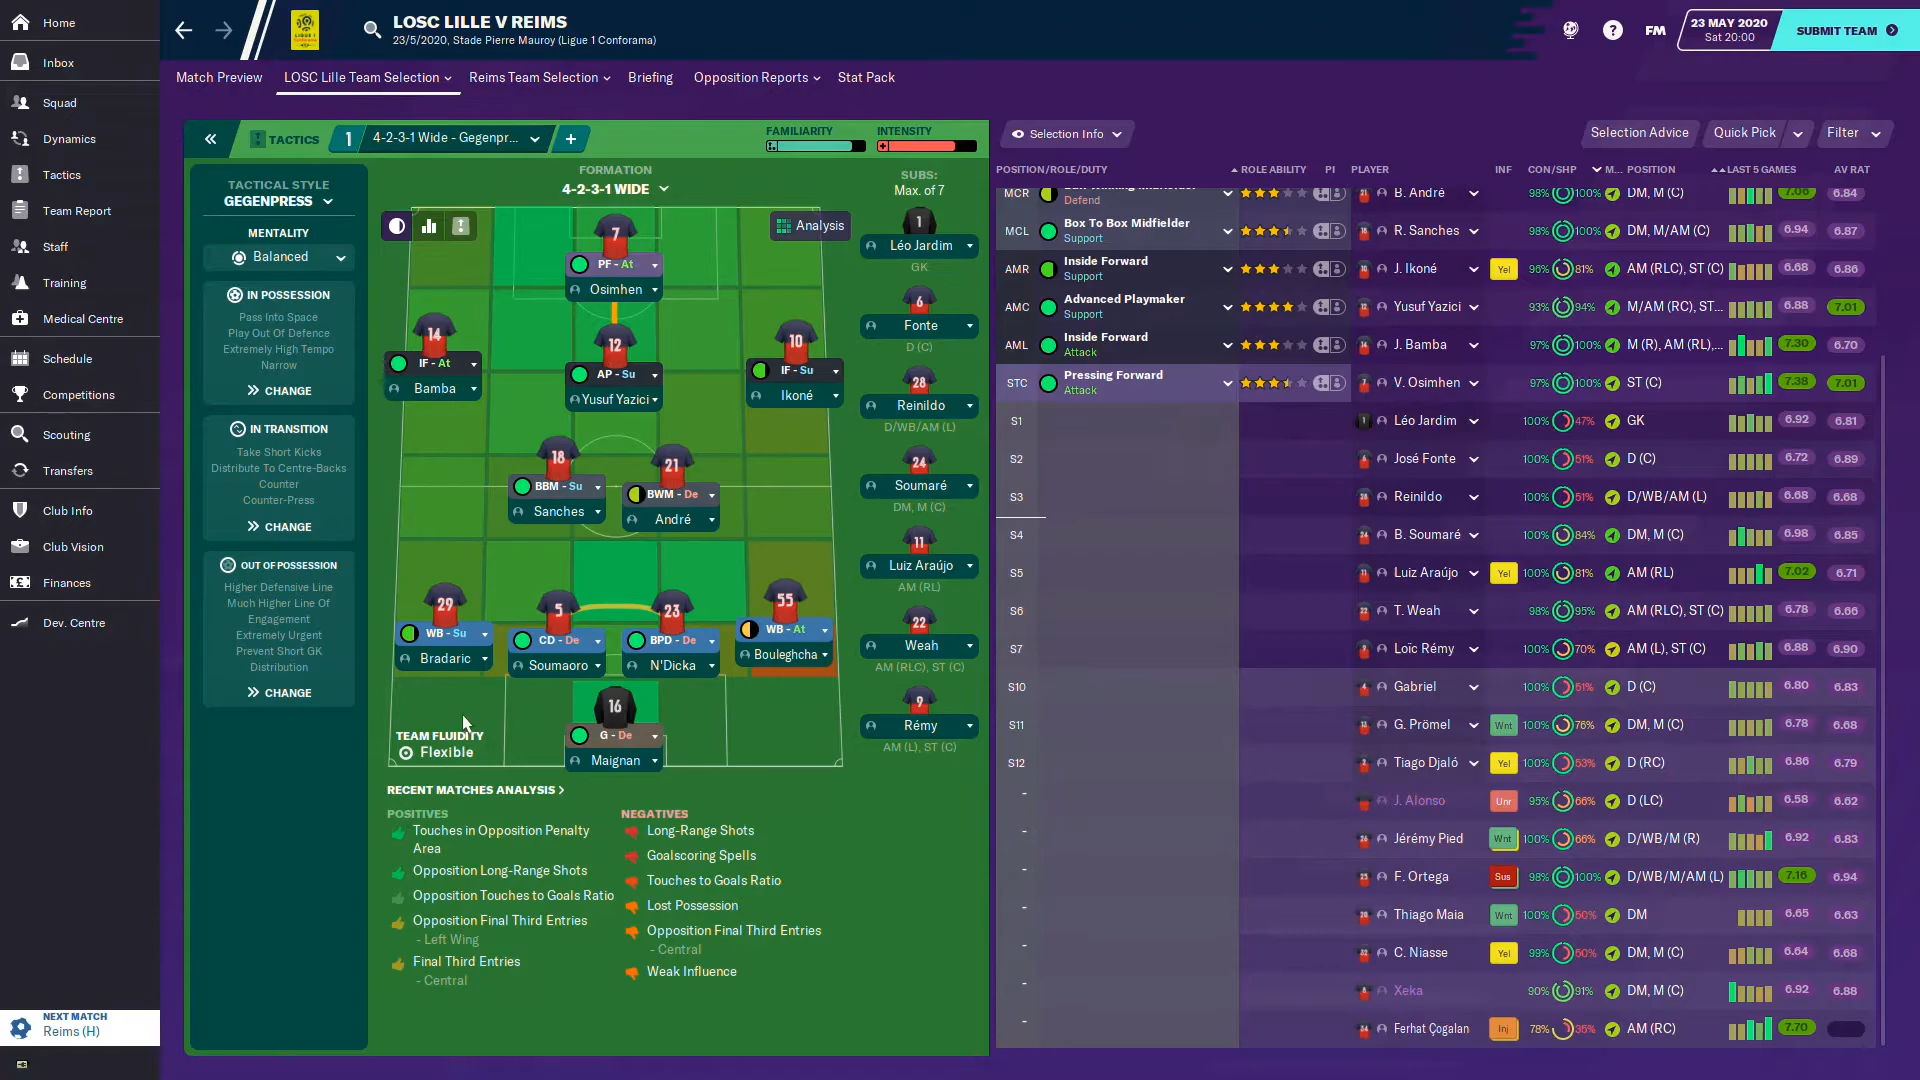 Home
Inbox
Squad
Dynamics
Tactics
Team Report
Staff
Training
Medical Centre
Schedule
Competitions
Scouting
Transfers
Club Info
Club Vision
Finances
Dev. Centre
NEXT MATCH
Reims (H)
LOSC LILLE V REIMS
23/5/2020, Stade Pierre Mauroy (Ligue 1 Conforama)
FM
23 MAY 2020
Sat 20:00
SUBMIT TEAM
Match Preview
LOSC Lille Team Selection
Reims Team Selection
Briefing
Opposition Reports
Stat Pack
TACTICS
1
4-2-3-1 Wide - Gegenpr...
+
FAMILIARITY
INTENSITY
TACTICAL STYLE
GEGENPRESS
MENTALITY
Balanced
IN POSSESSION
Pass Into Space
Play Out Of Defence
Extremely High Tempo
Narrow
CHANGE
IN TRANSITION
Take Short Kicks
Distribute To Centre-Backs
Counter
Counter-Press
CHANGE
OUT OF POSSESSION
Higher Defensive Line
Much Higher Line Of
Engagement
Extremely Urgent
Prevent Short GK
Distribution
CHANGE
FORMATION
4-2-3-1 WIDE
Analysis
7
PF - At
Osimhen
14
IF - At
Bamba
12
AP - Su
Yusuf Yazici
10
IF - Su
Ikoné
18
BBM - Su
Sanches
21
BWM - De
André
29
WB - Su
Bradaric
5
CD - De
Soumaoro
23
BPD - De
N'Dicka
55
WB - At
Bouleghcha
16
G - De
Maignan
TEAM FLUIDITY
Flexible
SUBS:
Max. of 7
1
Léo Jardim
GK
6
Fonte
D (C)
28
Reinildo
D/WB/AM (L)
24
Soumaré
DM, M (C)
11
Luiz Araújo
AM (RL)
22
Weah
AM (RLC), ST (C)
9
Rémy
AM (L), ST (C)
RECENT MATCHES ANALYSIS >
POSITIVES
Touches in Opposition Penalty
Area
Opposition Long-Range Shots
Opposition Touches to Goals Ratio
Opposition Final Third Entries
- Left Wing
Final Third Entries
- Central
NEGATIVES
Long-Range Shots
Goalscoring Spells
Touches to Goals Ratio
Lost Possession
Opposition Final Third Entries
- Central
Weak Influence
Selection Info
Selection Advice
Quick Pick
Filter
POSITION/ROLE/DUTY ROLE ABILITY PI PLAYER INF CON/SHP M... POSITION LAST 5 GAMES AV RAT
MCR Defend B. André 98% 100% DM, M (C) 7.06 6.84
MCL Box To Box Midfielder Support R. Sanches 98% 100% DM, M/AM (C) 6.94 6.87
AMR Inside Forward Support J. Ikoné Yel 96% 81% AM (RLC), ST (C) 6.68 6.86
AMC Advanced Playmaker Support Yusuf Yazici 93% 94% M/AM (RC), ST... 6.88 7.01
AML Inside Forward Attack J. Bamba 97% 100% M (R), AM (RL),... 7.30 6.70
STC Pressing Forward Attack V. Osimhen 97% 100% ST (C) 7.38 7.01
S1 Léo Jardim 100% 47% GK 6.92 6.81
S2 José Fonte 100% 51% D (C) 6.72 6.89
S3 Reinildo 100% 51% D/WB/AM (L) 6.68 6.68
S4 B. Soumaré 100% 84% DM, M (C) 6.98 6.85
S5 Luiz Araújo Yel 100% 81% AM (RL) 7.02 6.71
S6 T. Weah 98% 95% AM (RLC), ST (C) 6.78 6.66
S7 Loïc Rémy 100% 70% AM (L), ST (C) 6.88 6.90
S10 Gabriel 100% 51% D (C) 6.80 6.83
S11 G. Prömel Wnt 100% 76% DM, M (C) 6.78 6.68
S12 Tiago Djaló Yel 100% 53% D (RC) 6.86 6.79
- J. Alonso Unr 95% 66% D (LC) 6.58 6.62
- Jérémy Pied Wnt 100% 66% D/WB/M (R) 6.92 6.83
- F. Ortega Sus 98% 100% D/WB/M/AM (L) 7.16 6.94
- Thiago Maia Wnt 100% 50% DM 6.65 6.63
- C. Niasse Yel 99% 50% DM, M (C) 6.64 6.68
- Xeka 90% 91% DM, M (C) 6.92 6.88
- Ferhat Çogalan Inj 78% 35% AM (RC) 7.70